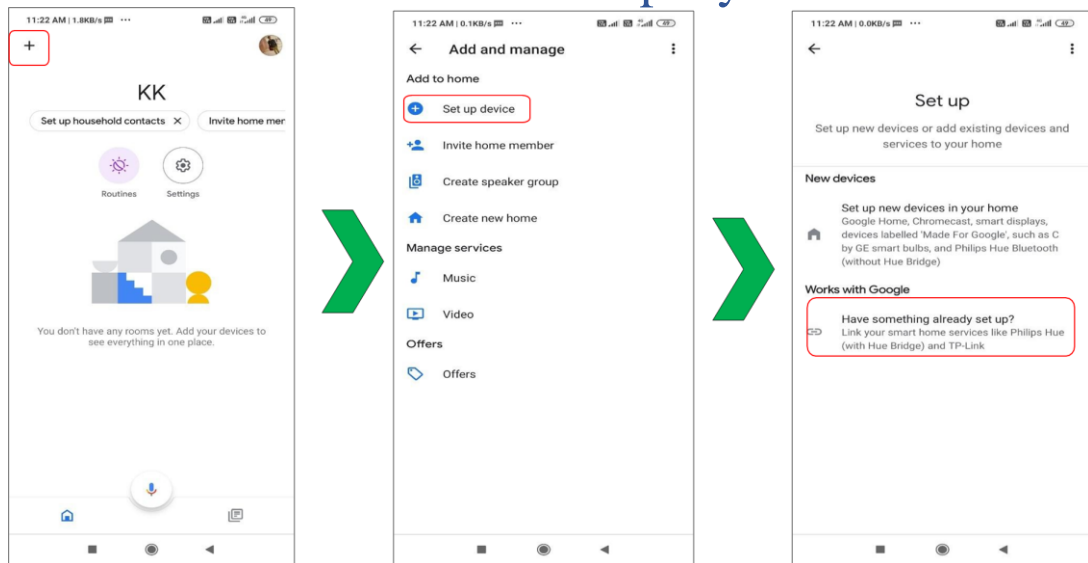 11:22 AM | 1.8KB/s ··· 49
+
KK
Set up household contacts × Invite home mer
Routines Settings
You don't have any rooms yet. Add your devices to
see everything in one place.
11:22 AM | 0.1KB/s ··· 49
Add and manage
Add to home
Set up device
Invite home member
Create speaker group
Create new home
Manage services
Music
Video
Offers
Offers
11:22 AM | 0.0KB/s ··· 49
Set up
Set up new devices or add existing devices and
services to your home
New devices
Set up new devices in your home
Google Home, Chromecast, smart displays,
devices labelled 'Made For Google', such as C
by GE smart bulbs, and Philips Hue Bluetooth
(without Hue Bridge)
Works with Google
Have something already set up?
Link your smart home services like Philips Hue
(with Hue Bridge) and TP-Link